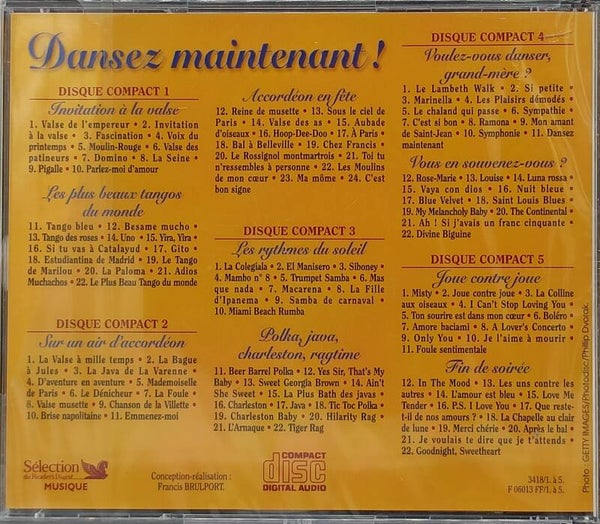 Dansez maintenant !
DISQUE COMPACT 1
Invitation à la valse
1. Valse de l'empereur • 2. Invitation
à la valse • 3. Fascination • 4. Voix du
printemps • 5. Moulin-Rouge • 6. Valse des
patineurs • 7. Domino • 8. La Seine •
9. Pigalle • 10. Parlez-moi d'amour
Les plus beaux tangos
du monde
11. Tango bleu • 12. Besame mucho •
13. Tango des roses • 14. Uno • 15. Yira, Yira •
16. Si tu vas à Catalayud • 17. Gito •
18. Estudiantina de Madrid • 19. Le Tango
de Marilou • 20. La Paloma • 21. Adios
Muchachos • 22. Le Plus Beau Tango du monde
DISQUE COMPACT 2
Sur un air d'accordéon
1. La Valse à mille temps • 2. La Bague
à Jules • 3. La Java de La Varenne •
4. D'aventure en aventure • 5. Mademoiselle
de Paris • 6. Le Dénicheur • 7. La Foule •
8. Valse musette • 9. Chanson de la Villette •
10. Brise napolitaine • 11. Emmenez-moi
Accordéon en fête
12. Reine de musette • 13. Sous le ciel de
Paris • 14. Valse des as • 15. Aubade
d'oiseaux • 16. Hoop-Dee-Doo • 17. À Paris •
18. Bal à Belleville • 19. Chez Francis •
20. Le Rossignol montmartrois • 21. Toi tu
n'ressembles à personne • 22. Les Moulins
de mon cœur • 23. Ma môme • 24. C'est
bon signe
DISQUE COMPACT 3
Les rythmes du soleil
1. La Colegiala • 2. El Manisero • 3. Siboney •
4. Mambo n° 8 • 5. Trumpet Samba • 6. Mas
que nada • 7. Macarena • 8. La Fille
d'Ipanema • 9. Samba de carnaval •
10. Miami Beach Rumba
Polka, java,
charleston, ragtime
11. Beer Barrel Polka • 12. Yes Sir, That's My
Baby • 13. Sweet Georgia Brown • 14. Ain't
She Sweet • 15. La Plus Bath des javas •
16. Charleston • 17. Java • 18. Tic Toc Polka •
19. Charleston Baby • 20. Hilarity Rag •
21. L'Arnaque • 22. Tiger Rag
DISQUE COMPACT 4
Voulez-vous danser,
grand-mère ?
1. Le Lambeth Walk • 2. Si petite •
3. Marinella • 4. Les Plaisirs démodés •
5. Le chaland qui passe • 6. Sympathie •
7. C'est si bon • 8. Ramona • 9. Mon amant
de Saint-Jean • 10. Symphonie • 11. Dansez
maintenant
Vous en souvenez-vous ?
12. Rose-Marie • 13. Louise • 14. Luna rossa •
15. Vaya con dios • 16. Nuit bleue •
17. Blue Velvet • 18. Saint Louis Blues •
19. My Melancholy Baby • 20. The Continental •
21. Ah ! Si j'avais un franc cinquante •
22. Divine Biguine
DISQUE COMPACT 5
Joue contre joue
1. Misty • 2. Joue contre joue • 3. La Colline
aux oiseaux • 4. I Can't Stop Loving You •
5. Ton sourire est dans mon cœur • 6. Boléro •
7. Amore baciami • 8. A Lover's Concerto •
9. Only You • 10. Je l'aime à mourir •
11. Foule sentimentale
Fin de soirée
12. In The Mood • 13. Les uns contre les
autres • 14. L'amour est bleu • 15. Love Me
Tender • 16. P.S. I Love You • 17. Que reste-
t-il de nos amours ? • 18. La Chapelle au clair
de lune • 19. Merci chérie • 20. Après le bal •
21. Je voulais te dire que je t'attends •
22. Goodnight, Sweetheart
Sélection
du Reader's Digest
MUSIQUE
Conception-réalisation :
Francis BRULPORT.
COMPACT
disc
DIGITAL AUDIO
3418/1. à 5.
F 06013 FF/1. à 5.
Photo : GETTY IMAGES/Photodisc/Phillip Dvorak.